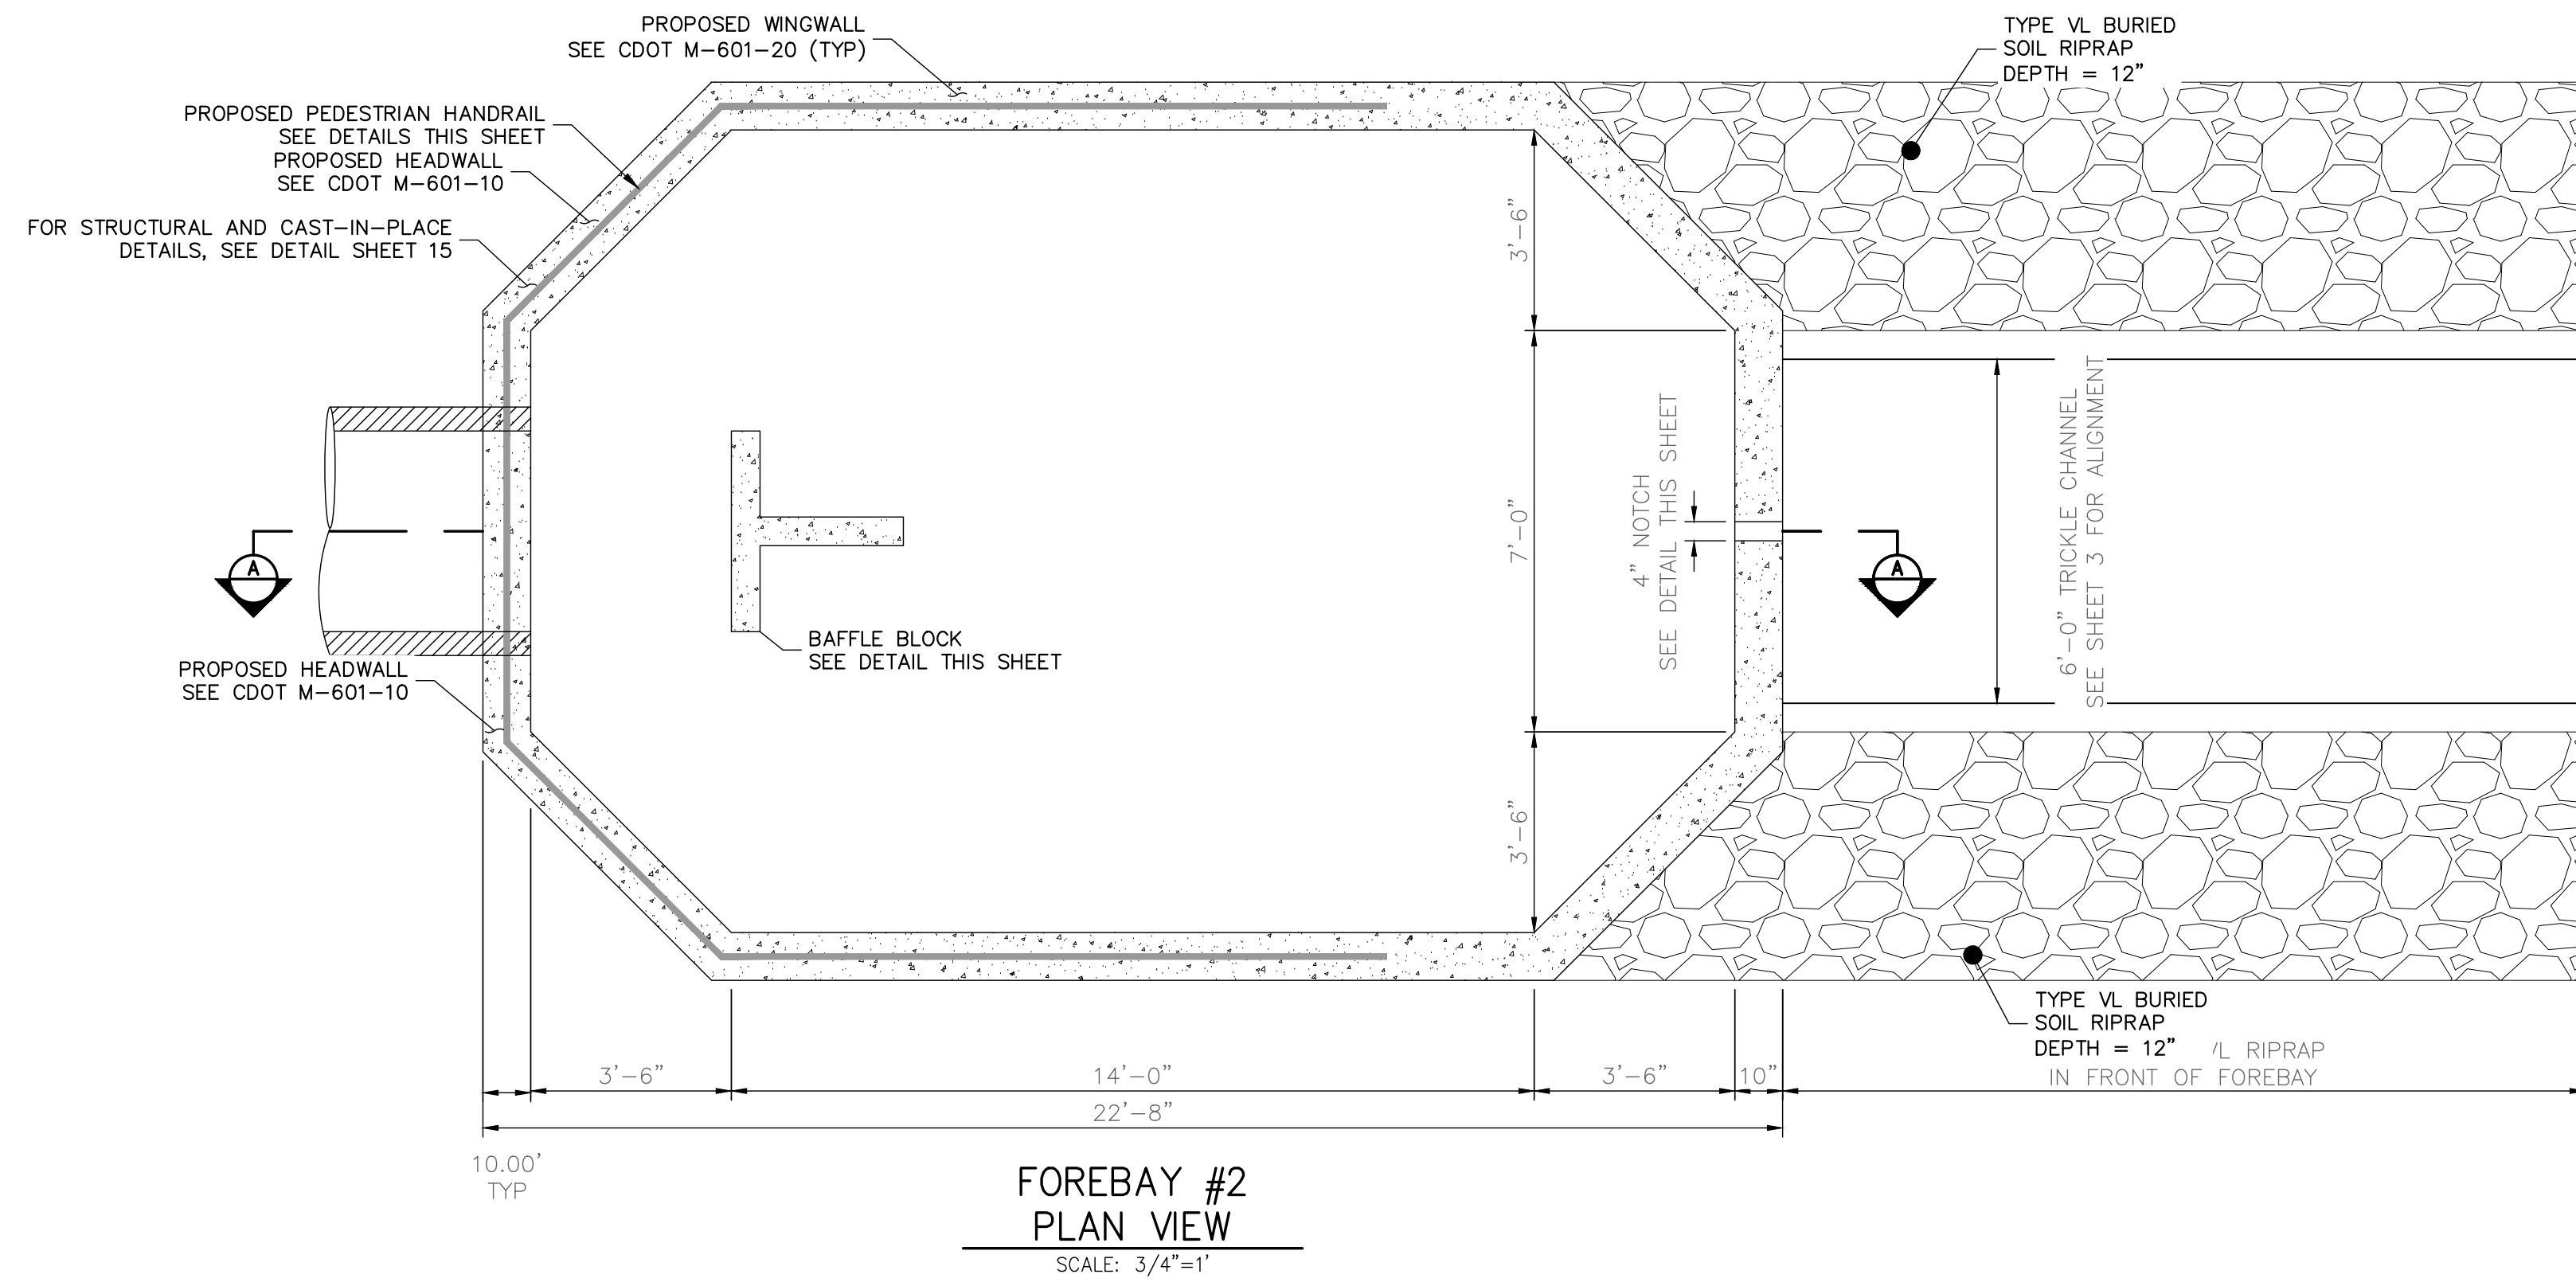 PROPOSED WINGWALL
SEE CDOT M-601-20 (TYP)
TYPE VL BURIED
SOIL RIPRAP
DEPTH = 12"
PROPOSED PEDESTRIAN HANDRAIL
SEE DETAILS THIS SHEET
PROPOSED HEADWALL
SEE CDOT M-601-10
FOR STRUCTURAL AND CAST-IN-PLACE
DETAILS, SEE DETAIL SHEET 15
3'-6"
7'-0"
3'-6"
4" NOTCH
SEE DETAIL THIS SHEET
6'-0" TRICKLE CHANNEL
SEE SHEET 3 FOR ALIGNMENT
A
A
BAFFLE BLOCK
SEE DETAIL THIS SHEET
PROPOSED HEADWALL
SEE CDOT M-601-10
TYPE VL BURIED
SOIL RIPRAP
DEPTH = 12"
VL RIPRAP
IN FRONT OF FOREBAY
3'-6"
14'-0"
3'-6"
10"
22'-8"
10.00'
TYP
FOREBAY #2
PLAN VIEW
SCALE: 3/4"=1'